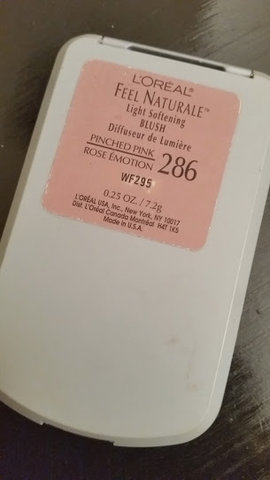 L'ORÉAL®
FEEL NATURALE™
Light Softening
BLUSH
Diffuseur de Lumière
PINCHED PINK
ROSE EMOTION 286
WF295
0.25 OZ. / 7.2g
L'ORÉAL USA, Inc., New York, NY 10017
Dist. L'Oréal Canada Montréal H4T 1K5
Made in U.S.A.